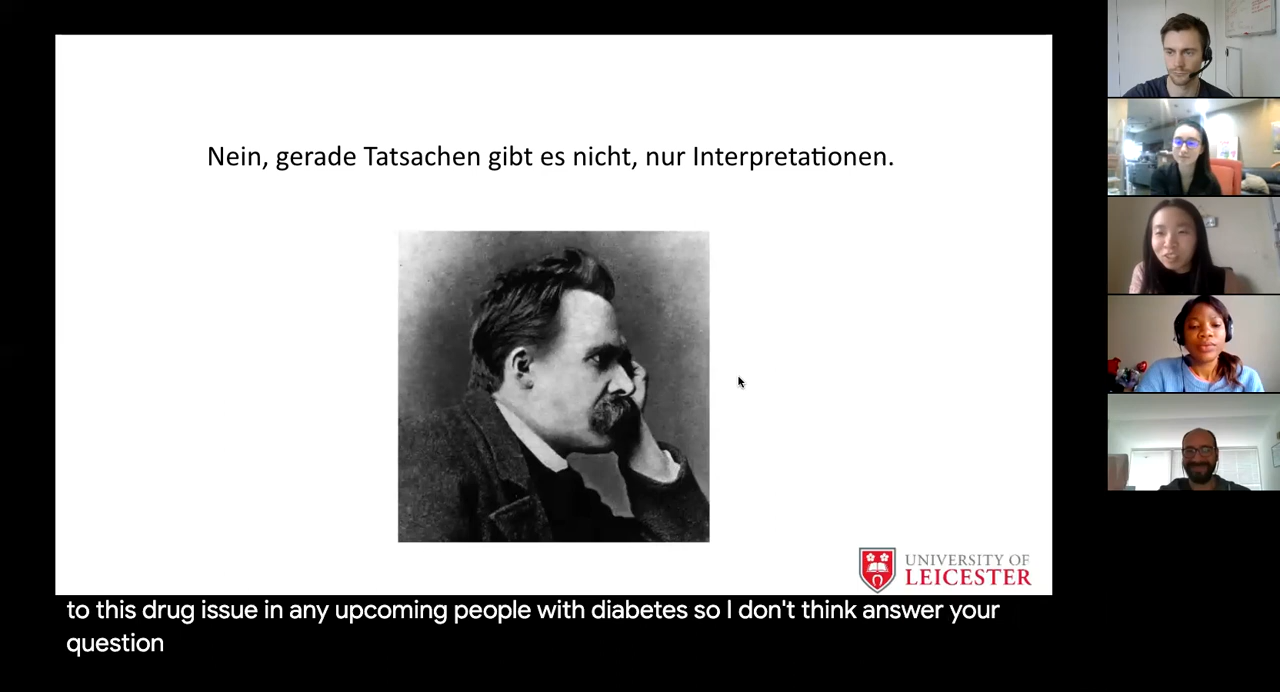 Nein, gerade Tatsachen gibt es nicht, nur Interpretationen.
UNIVERSITY OF
LEICESTER
to this drug issue in any upcoming people with diabetes so I don't think answer your
question